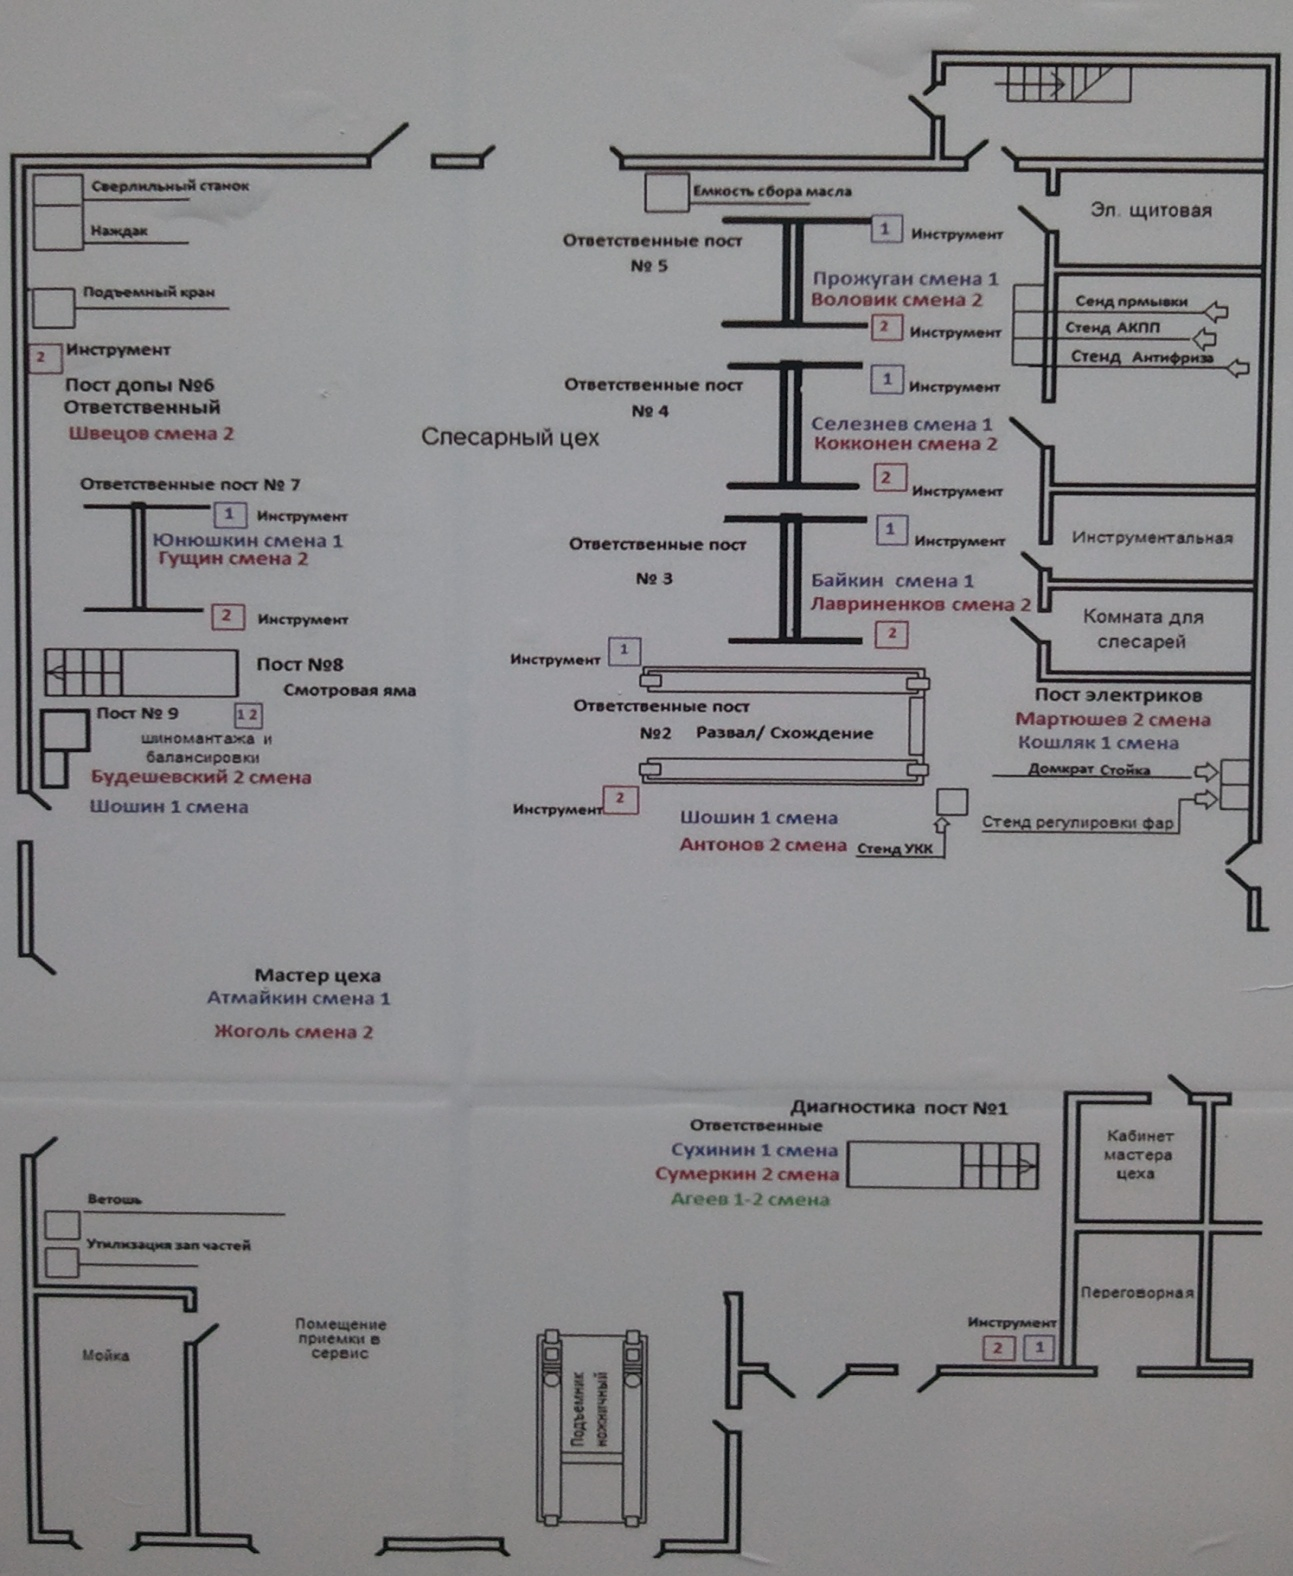 Сверлильный станок
Наждак
Подъемный кран
2 Инструмент
Пост допы №6
Ответственный
Швецов смена 2
Ответственные пост № 7
1 Инструмент
Юнюшкин смена 1
Гущин смена 2
2 Инструмент
Пост №8
Смотровая яма
Пост № 9
1 2
шиномантажа и
балансировки
Будешевский 2 смена
Шошин 1 смена
Слесарный цех
Емкость сбора масла
Ответственные пост
№ 5
1 Инструмент
Прожуган смена 1
Воловик смена 2
2 Инструмент
Ответственные пост
№ 4
1 Инструмент
Селезнев смена 1
Кокконен смена 2
2 Инструмент
Ответственные пост
№ 3
1 Инструмент
Байкин смена 1
Лавриненков смена 2
2
Инструмент 1
Ответственные пост
№2 Развал/ Схождение
Инструмент 2
Шошин 1 смена
Антонов 2 смена
Стенд УКК
Эл. щитовая
Сенд прмывки
Стенд АКПП
Стенд Антифриза
Инструментальная
Комната для
слесарей
Пост электриков
Мартюшев 2 смена
Кошляк 1 смена
Домкрат Стойка
Стенд регулировки фар
Мастер цеха
Атмайкин смена 1
Жоголь смена 2
Диагностика пост №1
Ответственные
Сухинин 1 смена
Сумеркин 2 смена
Агеев 1-2 смена
Кабинет
мастера
цеха
Переговорная
Инструмент
2 1
Ветошь
Утилизация зап частей
Мойка
Помещение
приемки в
сервис
Подъемник
ножничный